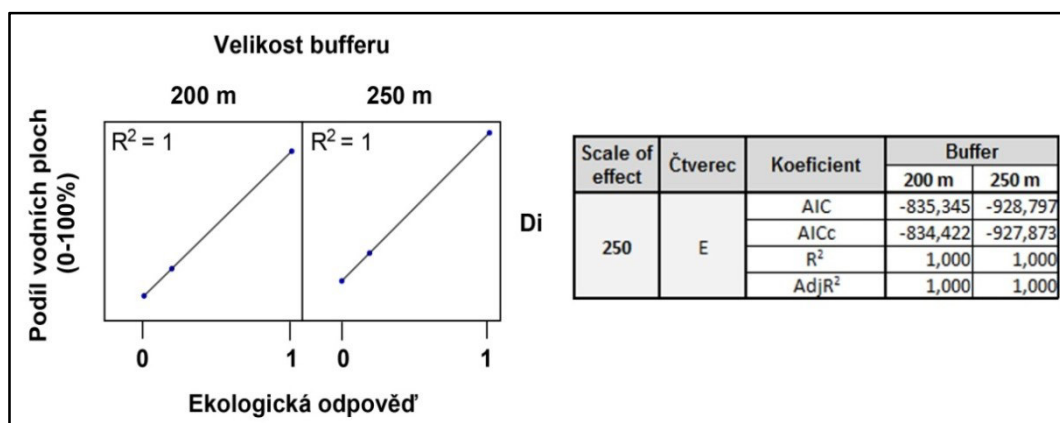 Velikost bufferu
200 m 250 m
R² = 1 R² = 1
Podíl vodních ploch
(0-100%)
0 1 0 1
Ekologická odpověď
Di
Scale of effect Čtverec Koeficient Buffer
200 m 250 m
250 E AIC -835,345 -928,797
AICc -834,422 -927,873
R² 1,000 1,000
AdjR² 1,000 1,000